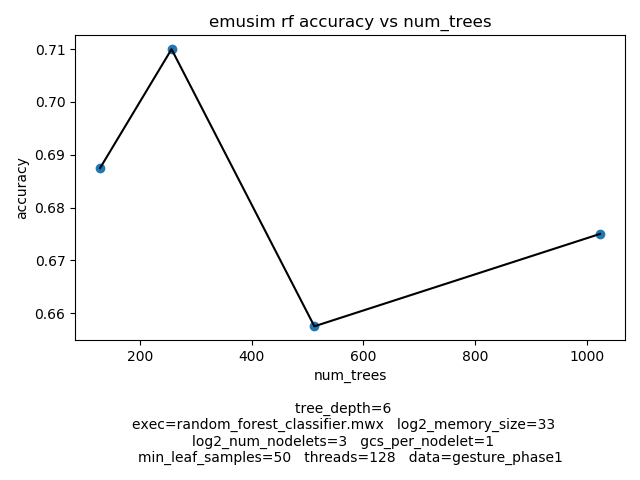 emusim rf accuracy vs num_trees
0.71
0.70
0.69
0.68
0.67
0.66
accuracy
200 400 600 800 1000
num_trees
tree_depth=6
exec=random_forest_classifier.mwx log2_memory_size=33
log2_num_nodelets=3 gcs_per_nodelet=1
min_leaf_samples=50 threads=128 data=gesture_phase1